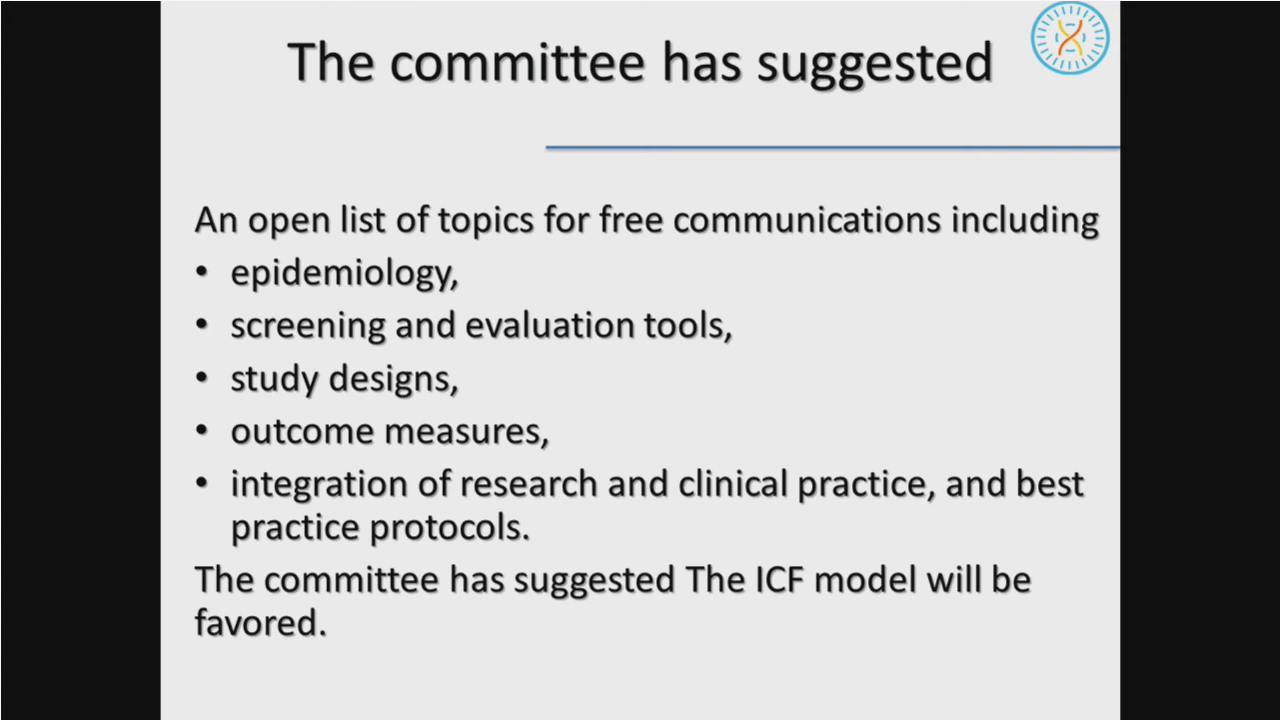 The committee has suggested
An open list of topics for free communications including
• epidemiology,
• screening and evaluation tools,
• study designs,
• outcome measures,
• integration of research and clinical practice, and best
practice protocols.
The committee has suggested The ICF model will be
favored.